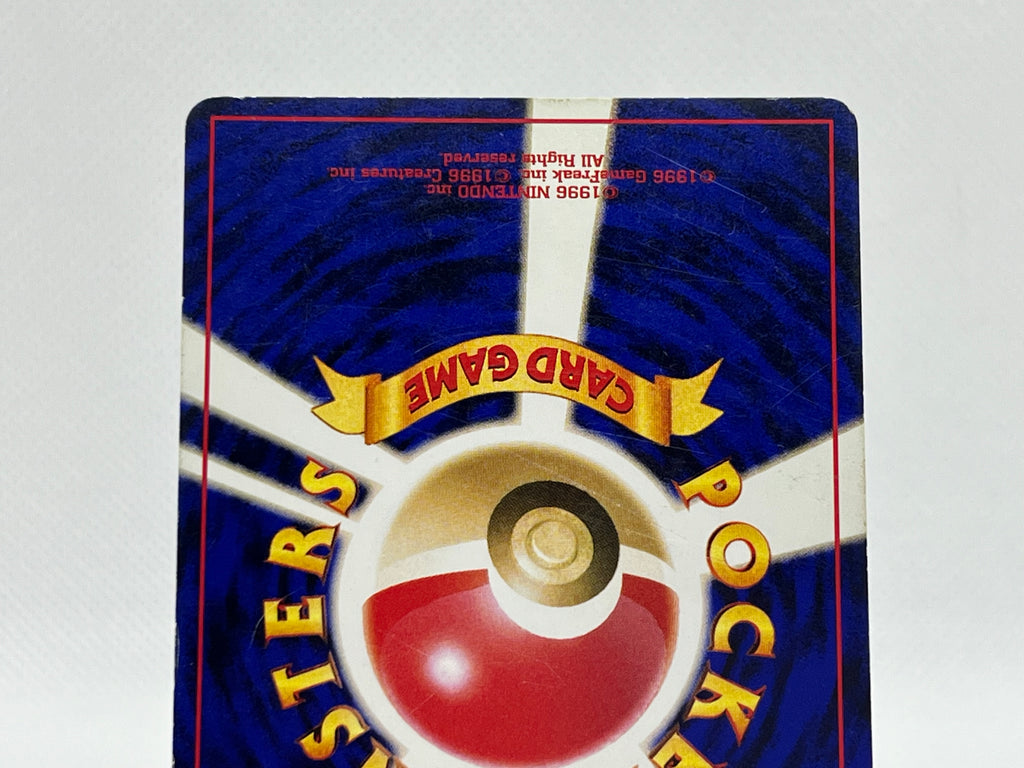 POCKE
STERS
CARD GAME
©1996 NINTENDO inc.
©1996 GameFreak inc. ©1996 Creatures inc
All Rights reserved.